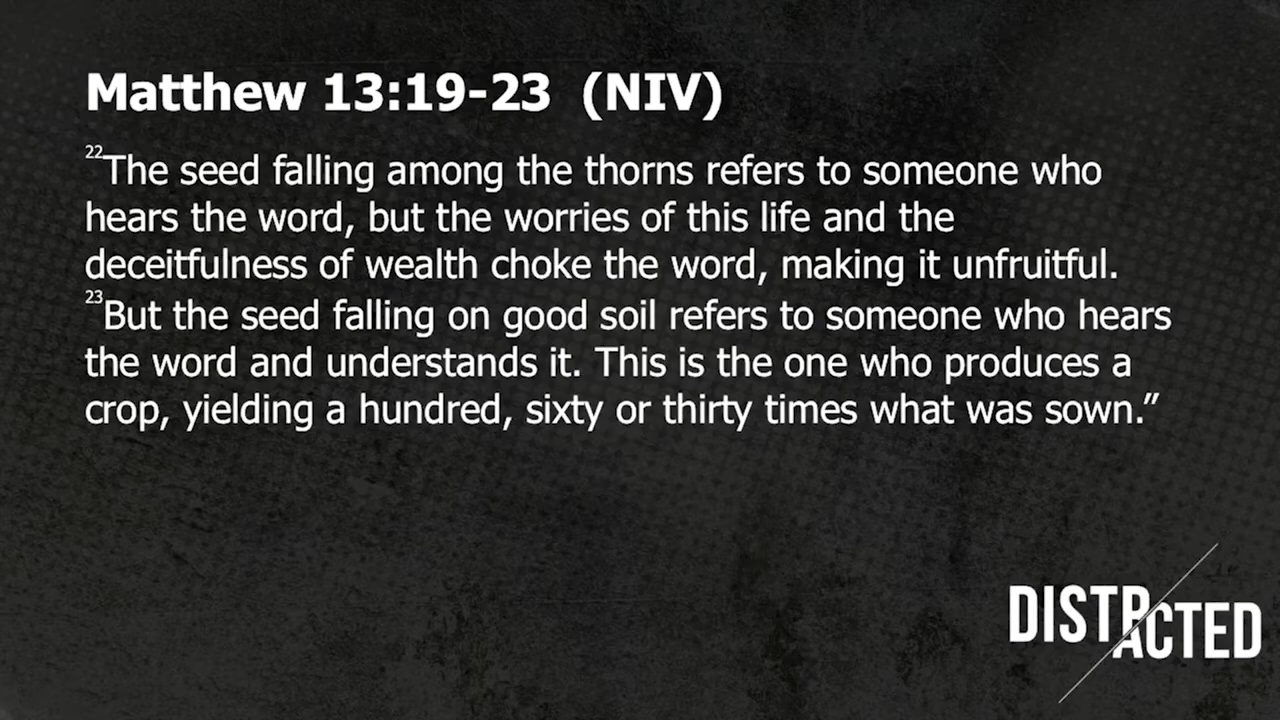 Matthew 13:19-23 (NIV)
22The seed falling among the thorns refers to someone who
hears the word, but the worries of this life and the
deceitfulness of wealth choke the word, making it unfruitful.
23But the seed falling on good soil refers to someone who hears
the word and understands it. This is the one who produces a
crop, yielding a hundred, sixty or thirty times what was sown.”
DISTRACTED